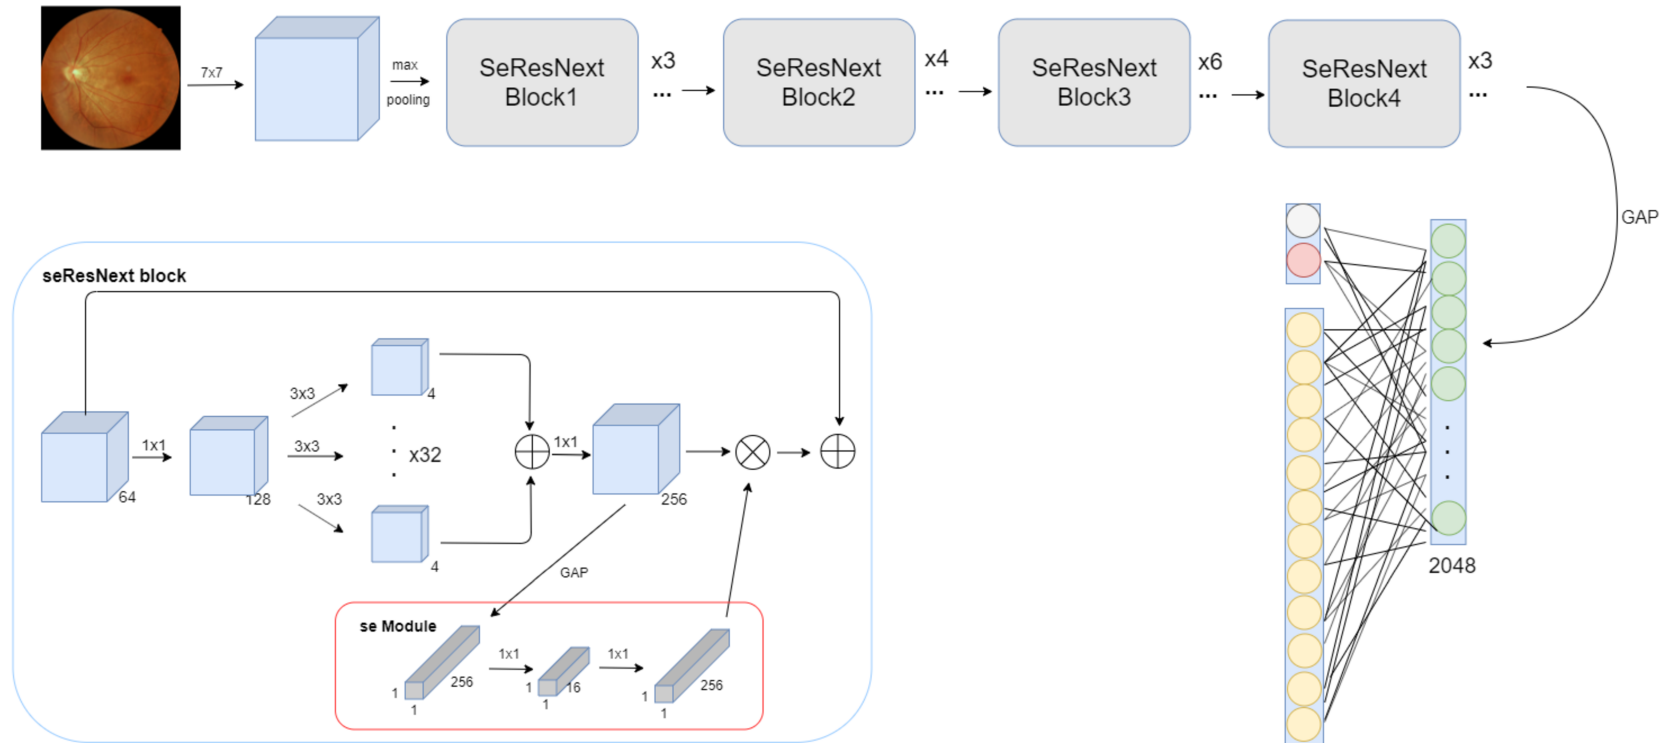 7x7
max
pooling
SeResNext
Block1
x3
...
SeResNext
Block2
x4
...
SeResNext
Block3
x6
...
SeResNext
Block4
x3
...
GAP
2048
seResNext block
64
1x1
128
3x3
3x3
3x3
4
x32
4
1x1
256
GAP
se Module
1
1
256
1x1
1
1
16
1x1
1
1
256